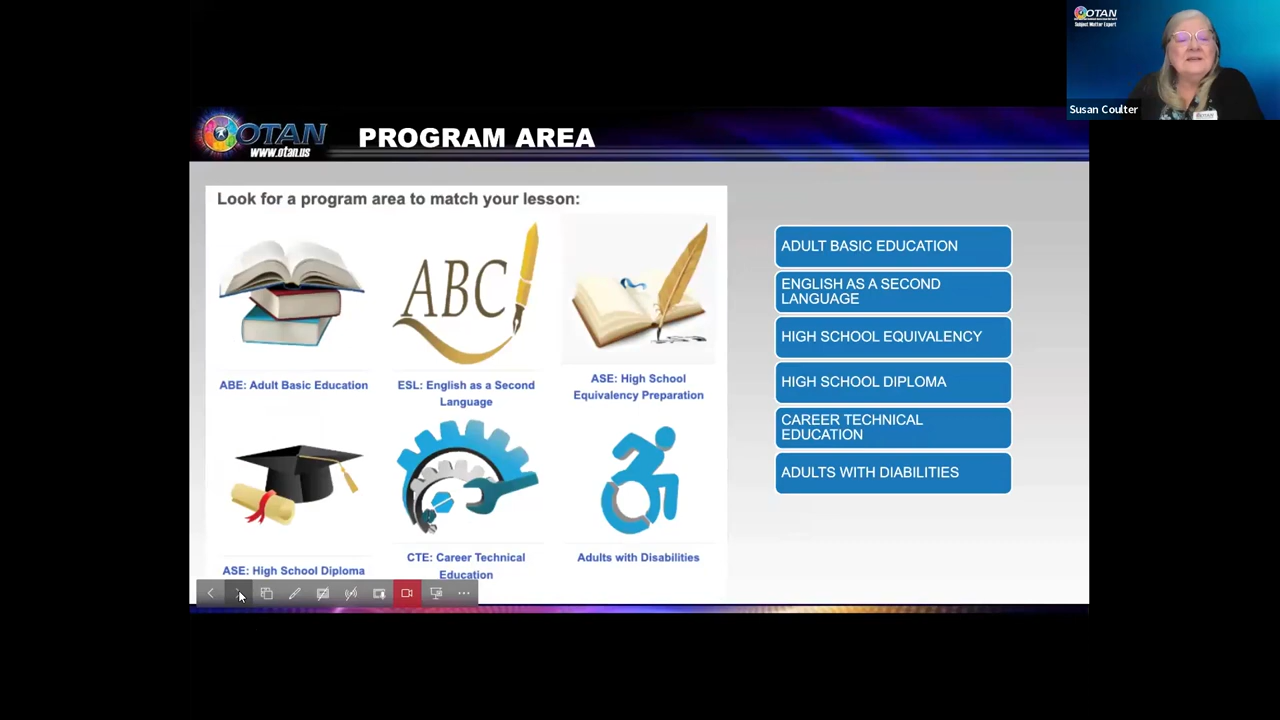 OTAN
Subject Matter Expert
Susan Coulter
OTAN
www.otan.us
PROGRAM AREA
Look for a program area to match your lesson:
ABC
ABE: Adult Basic Education
ESL: English as a Second
Language
ASE: High School
Equivalency Preparation
ASE: High School Diploma
CTE: Career Technical
Education
Adults with Disabilities
ADULT BASIC EDUCATION
ENGLISH AS A SECOND
LANGUAGE
HIGH SCHOOL EQUIVALENCY
HIGH SCHOOL DIPLOMA
CAREER TECHNICAL
EDUCATION
ADULTS WITH DIABILITIES